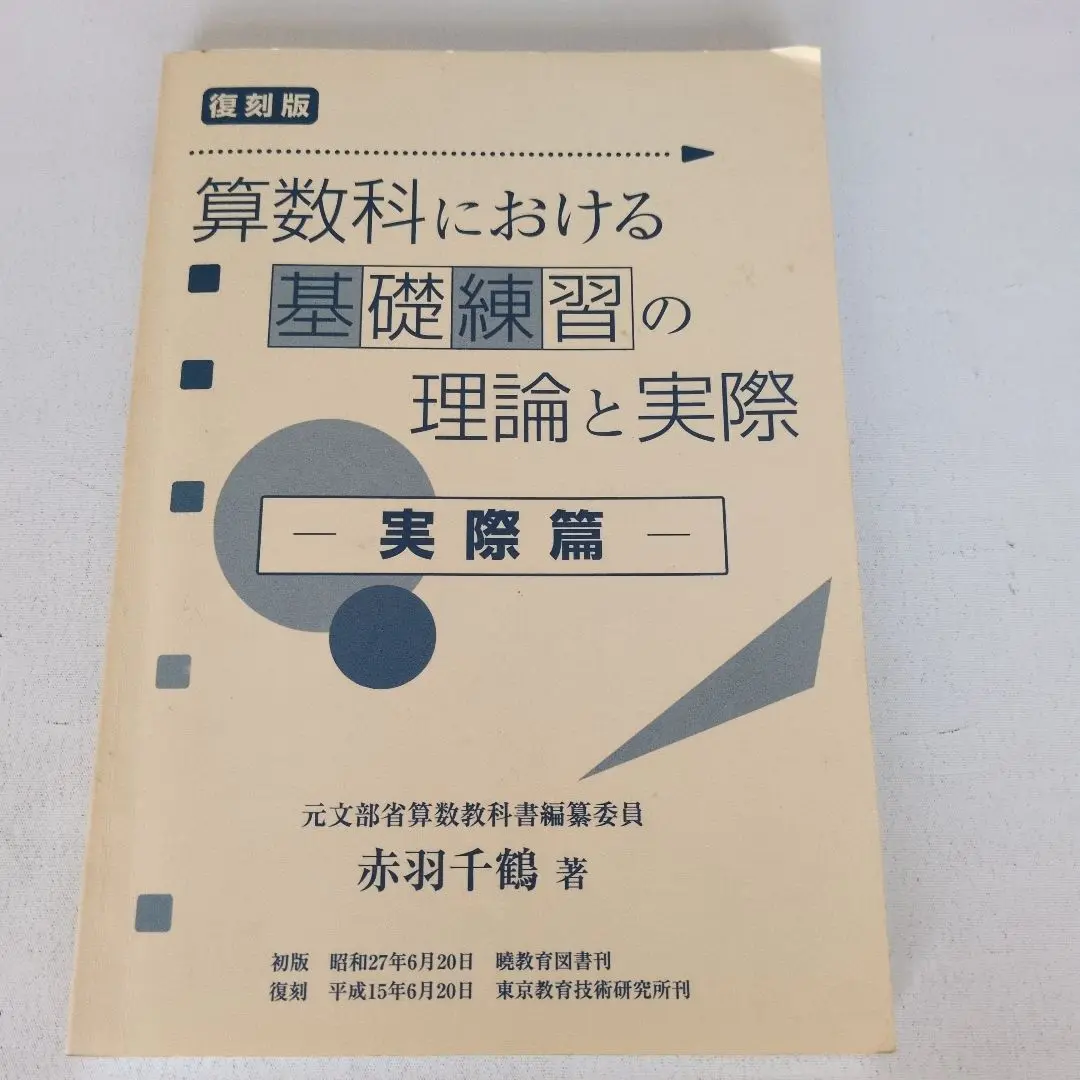 復刻版
算数科における
基礎練習の
理論と実際
— 実際篇 —
元文部省算数教科書編纂委員
赤羽千鶴 著
初版 昭和27年6月20日 曉教育図書刊
復刻 平成15年6月20日 東京教育技術研究所刊